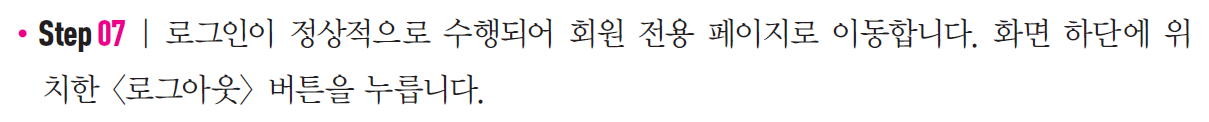 • Step 07 | 로그인이 정상적으로 수행되어 회원 전용 페이지로 이동합니다. 화면 하단에 위
치한 〈로그아웃〉 버튼을 누릅니다.